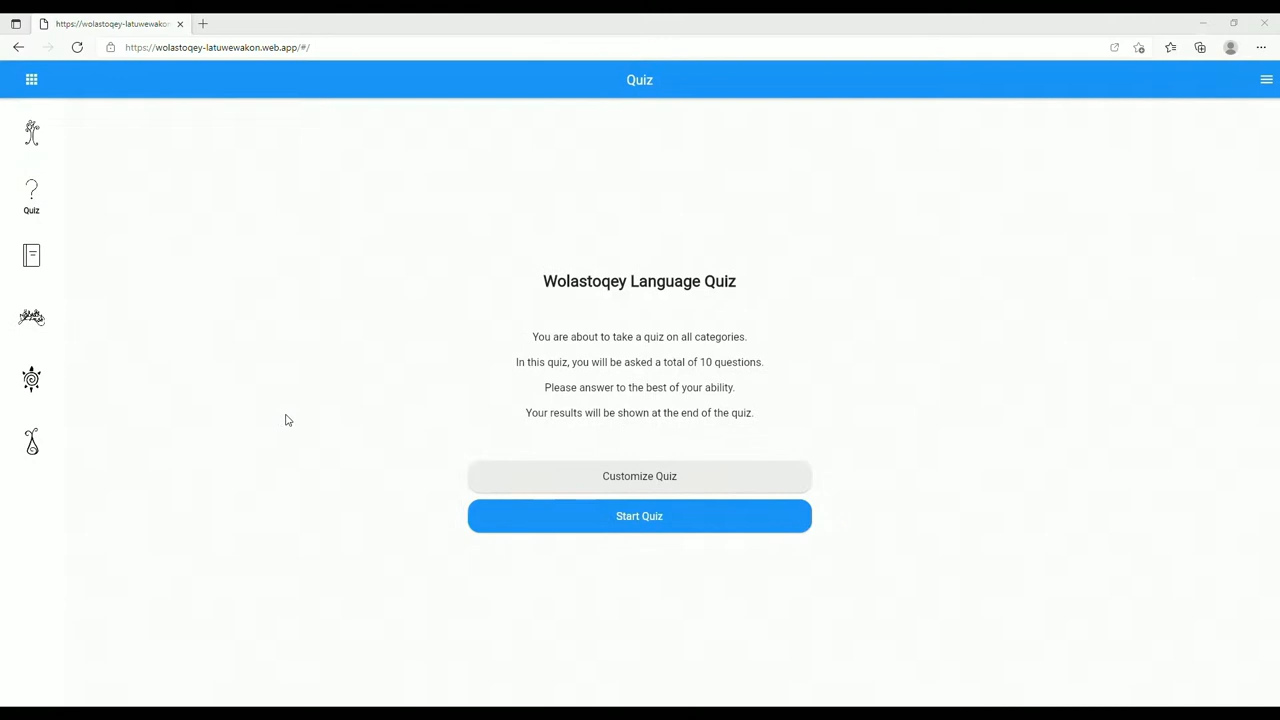 https://wolastoqey-latuwewakon
https://wolastoqey-latuwewakon.web.app/#/
Quiz
Quiz
Wolastoqey Language Quiz
You are about to take a quiz on all categories.
In this quiz, you will be asked a total of 10 questions.
Please answer to the best of your ability.
Your results will be shown at the end of the quiz.
Customize Quiz
Start Quiz